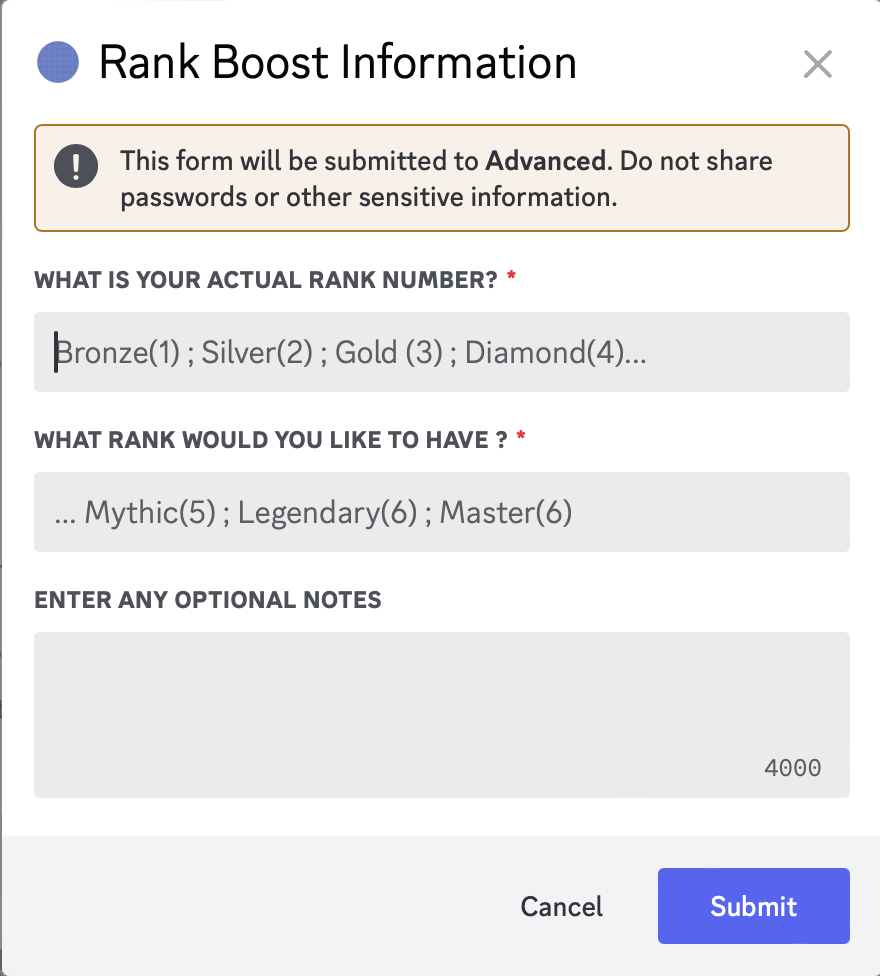 Rank Boost Information
This form will be submitted to Advanced. Do not share
passwords or other sensitive information.
WHAT IS YOUR ACTUAL RANK NUMBER? *
Bronze(1) ; Silver(2) ; Gold (3) ; Diamond(4)...
WHAT RANK WOULD YOU LIKE TO HAVE ? *
... Mythic(5) ; Legendary(6) ; Master(6)
ENTER ANY OPTIONAL NOTES
4000
Cancel
Submit